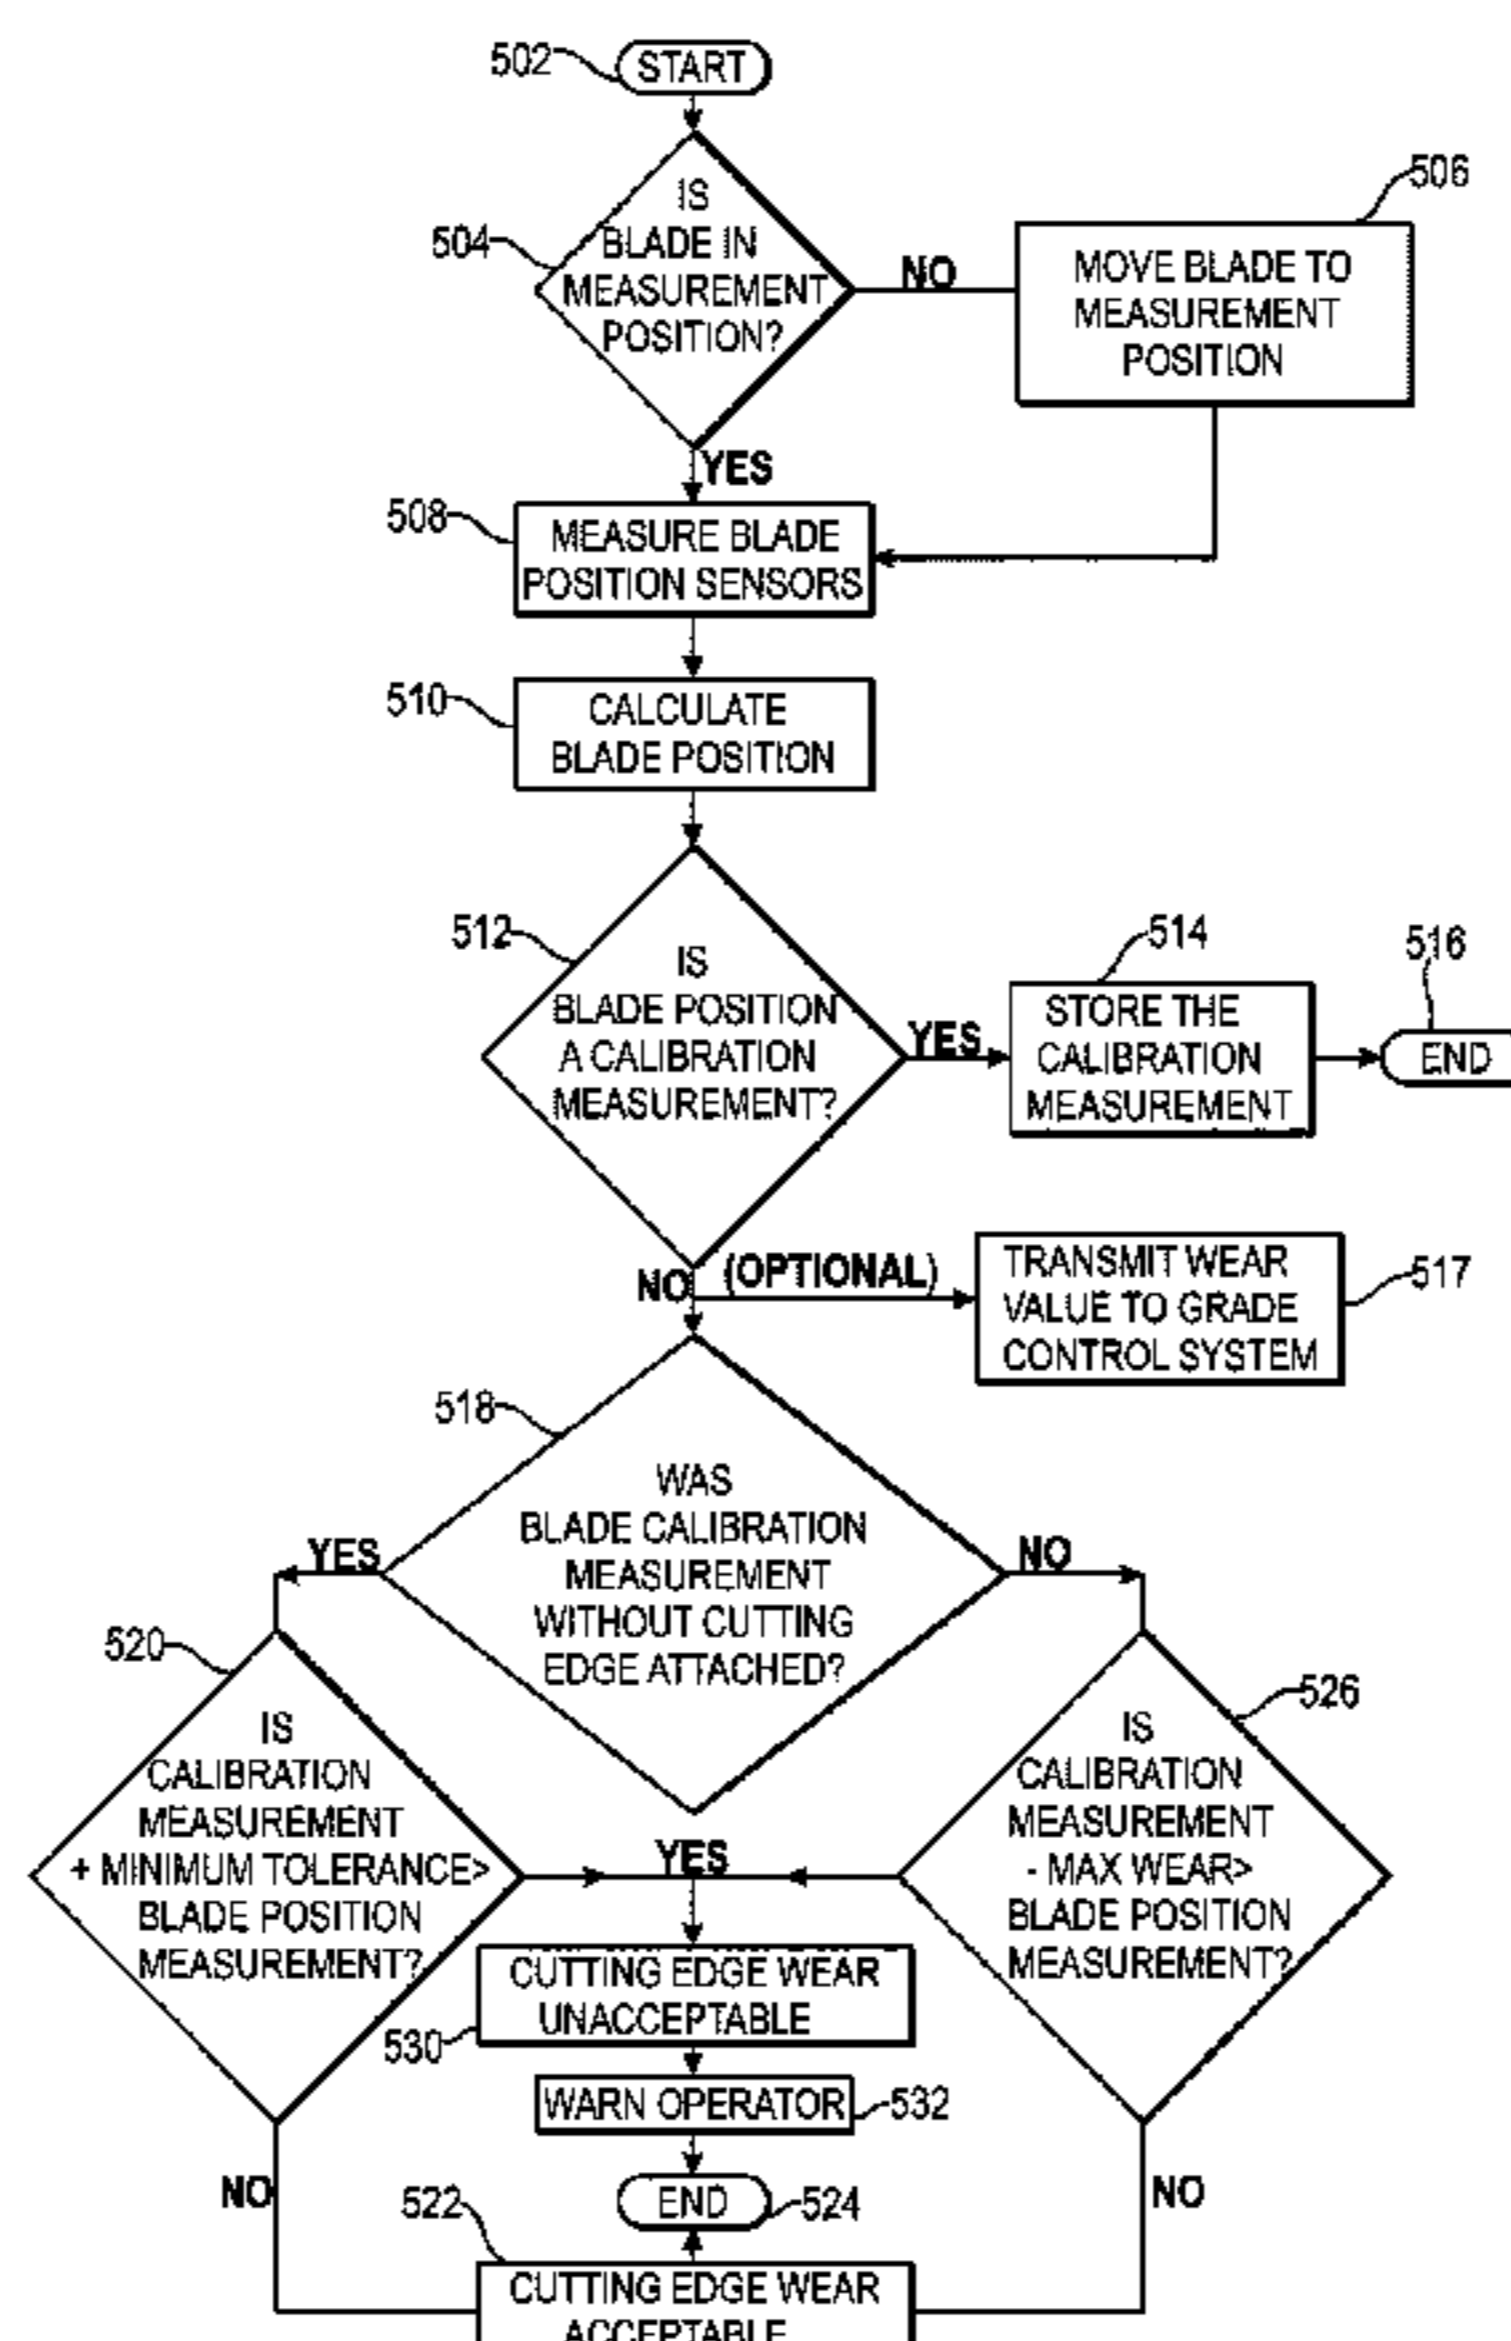 502
START
506
504
IS
BLADE IN
MEASUREMENT
POSITION?
NO
MOVE BLADE TO
MEASUREMENT
POSITION
YES
508
MEASURE BLADE
POSITION SENSORS
510
CALCULATE
BLADE POSITION
512
IS
BLADE POSITION
A CALIBRATION
MEASUREMENT?
YES
514
STORE THE
CALIBRATION
MEASUREMENT
516
END
NO
(OPTIONAL)
TRANSMIT WEAR
VALUE TO GRADE
CONTROL SYSTEM
517
518
WAS
BLADE CALIBRATION
MEASUREMENT
WITHOUT CUTTING
EDGE ATTACHED?
YES
NO
520
IS
CALIBRATION
MEASUREMENT
+ MINIMUM TOLERANCE>
BLADE POSITION
MEASUREMENT?
YES
526
IS
CALIBRATION
MEASUREMENT
- MAX WEAR>
BLADE POSITION
MEASUREMENT?
CUTTING EDGE WEAR
UNACCEPTABLE
530
WARN OPERATOR
532
NO
522
END
524
NO
CUTTING EDGE WEAR
ACCEPTABLE